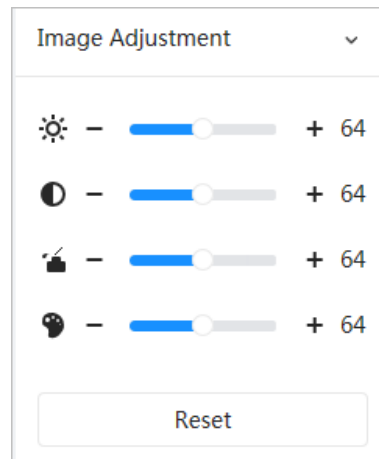 Image Adjustment
− + 64
− + 64
− + 64
− + 64
Reset